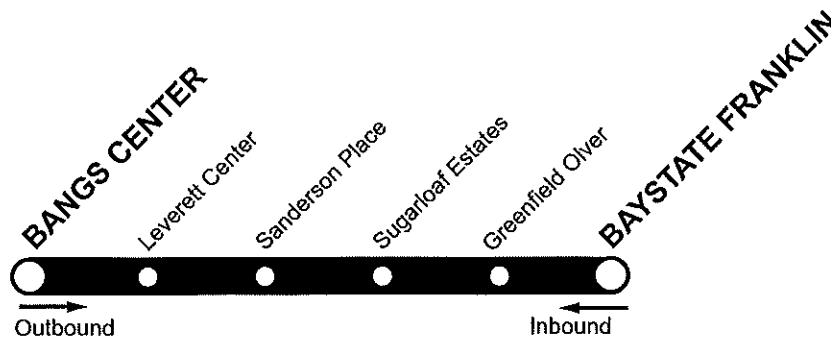 BANGS CENTER
Leverett Center
Sanderson Place
Sugarloaf Estates
Greenfield Olver
BAYSTATE FRANKLIN
Outbound
Inbound